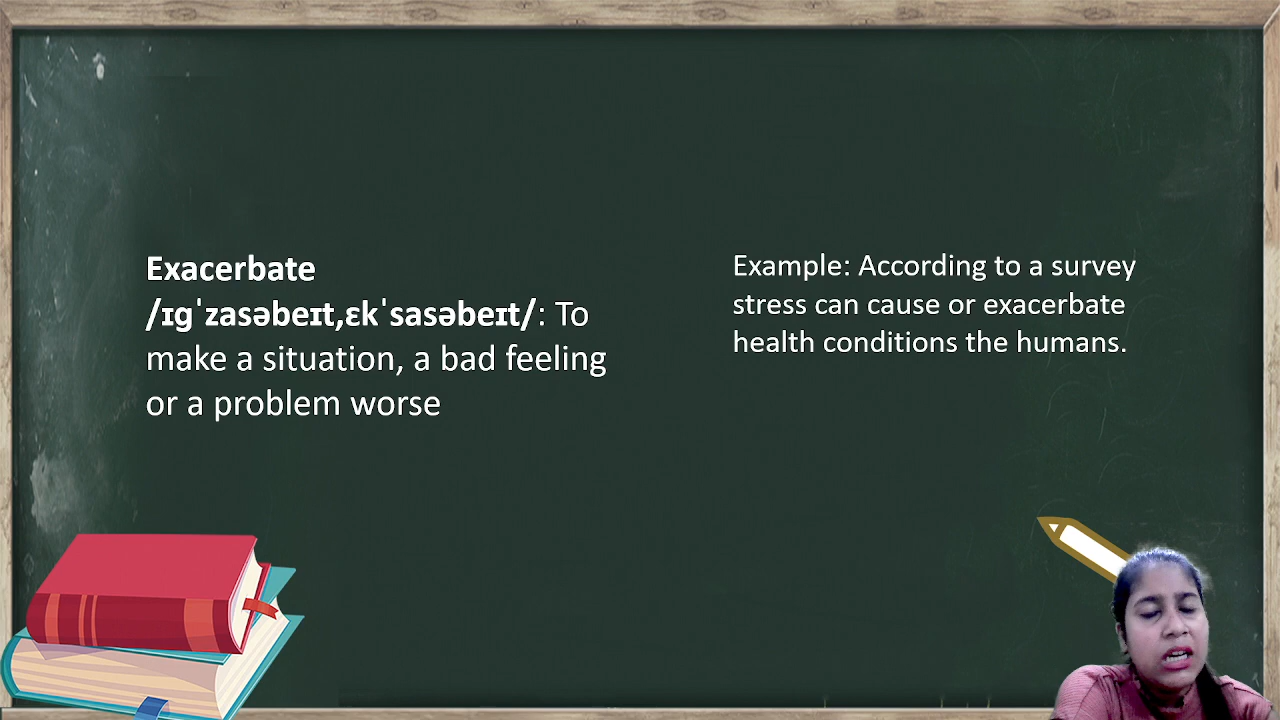 Exacerbate
/ɪɡˈzasəbeɪt,ɛkˈsasəbeɪt/: To
make a situation, a bad feeling
or a problem worse
Example: According to a survey
stress can cause or exacerbate
health conditions the humans.